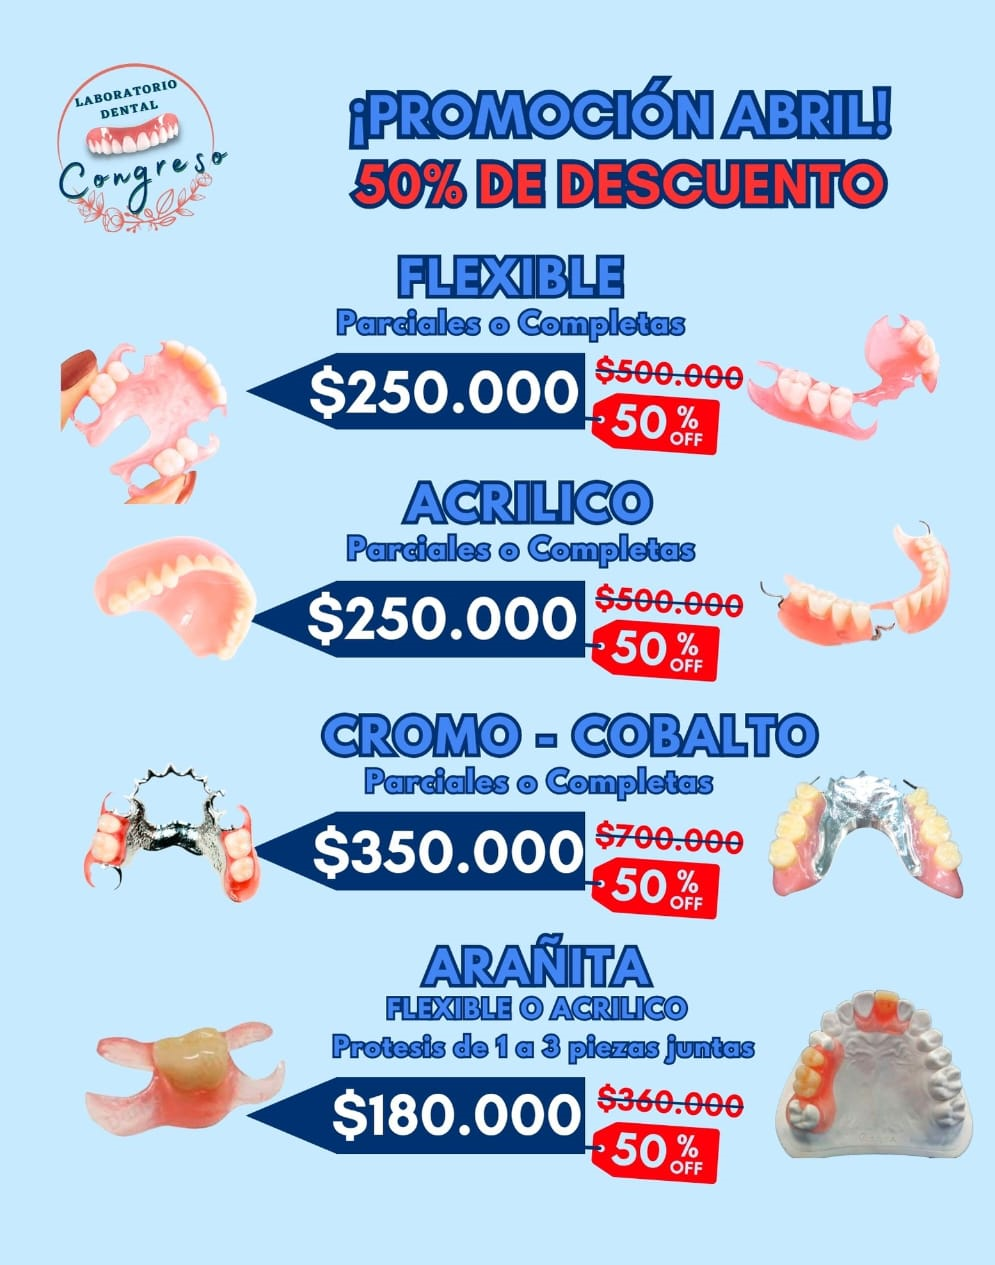 LABORATORIO
DENTAL
Congreso
¡PROMOCIÓN ABRIL!
50% DE DESCUENTO
FLEXIBLE
Parciales o Completas
$250.000
$500.000
50 % OFF
ACRILICO
Parciales o Completas
$250.000
$500.000
50 % OFF
CROMO - COBALTO
Parciales o Completas
$350.000
$700.000
50 % OFF
ARAÑITA
FLEXIBLE O ACRILICO
Protesis de 1 a 3 piezas juntas
$180.000
$360.000
50 % OFF